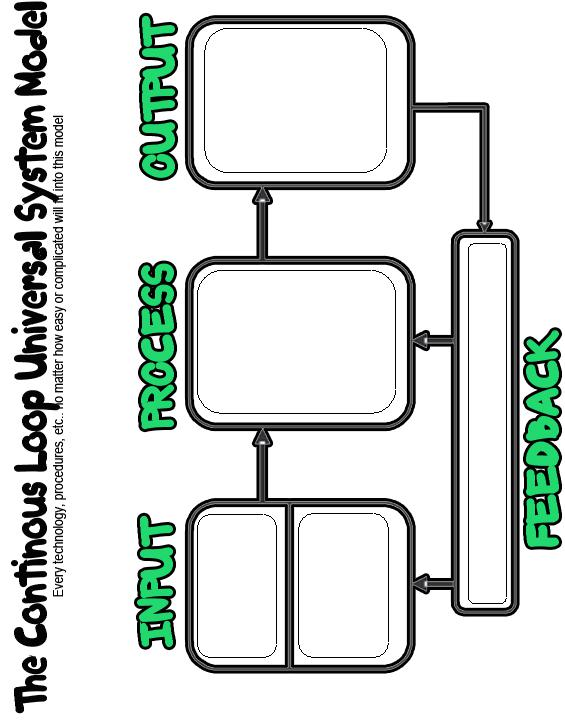 The Continous Loop Universal System Model
Every technology, procedures, etc.. no matter how easy or complicated will fit into this model
INPUT
PROCESS
OUTPUT
FEEDBACK